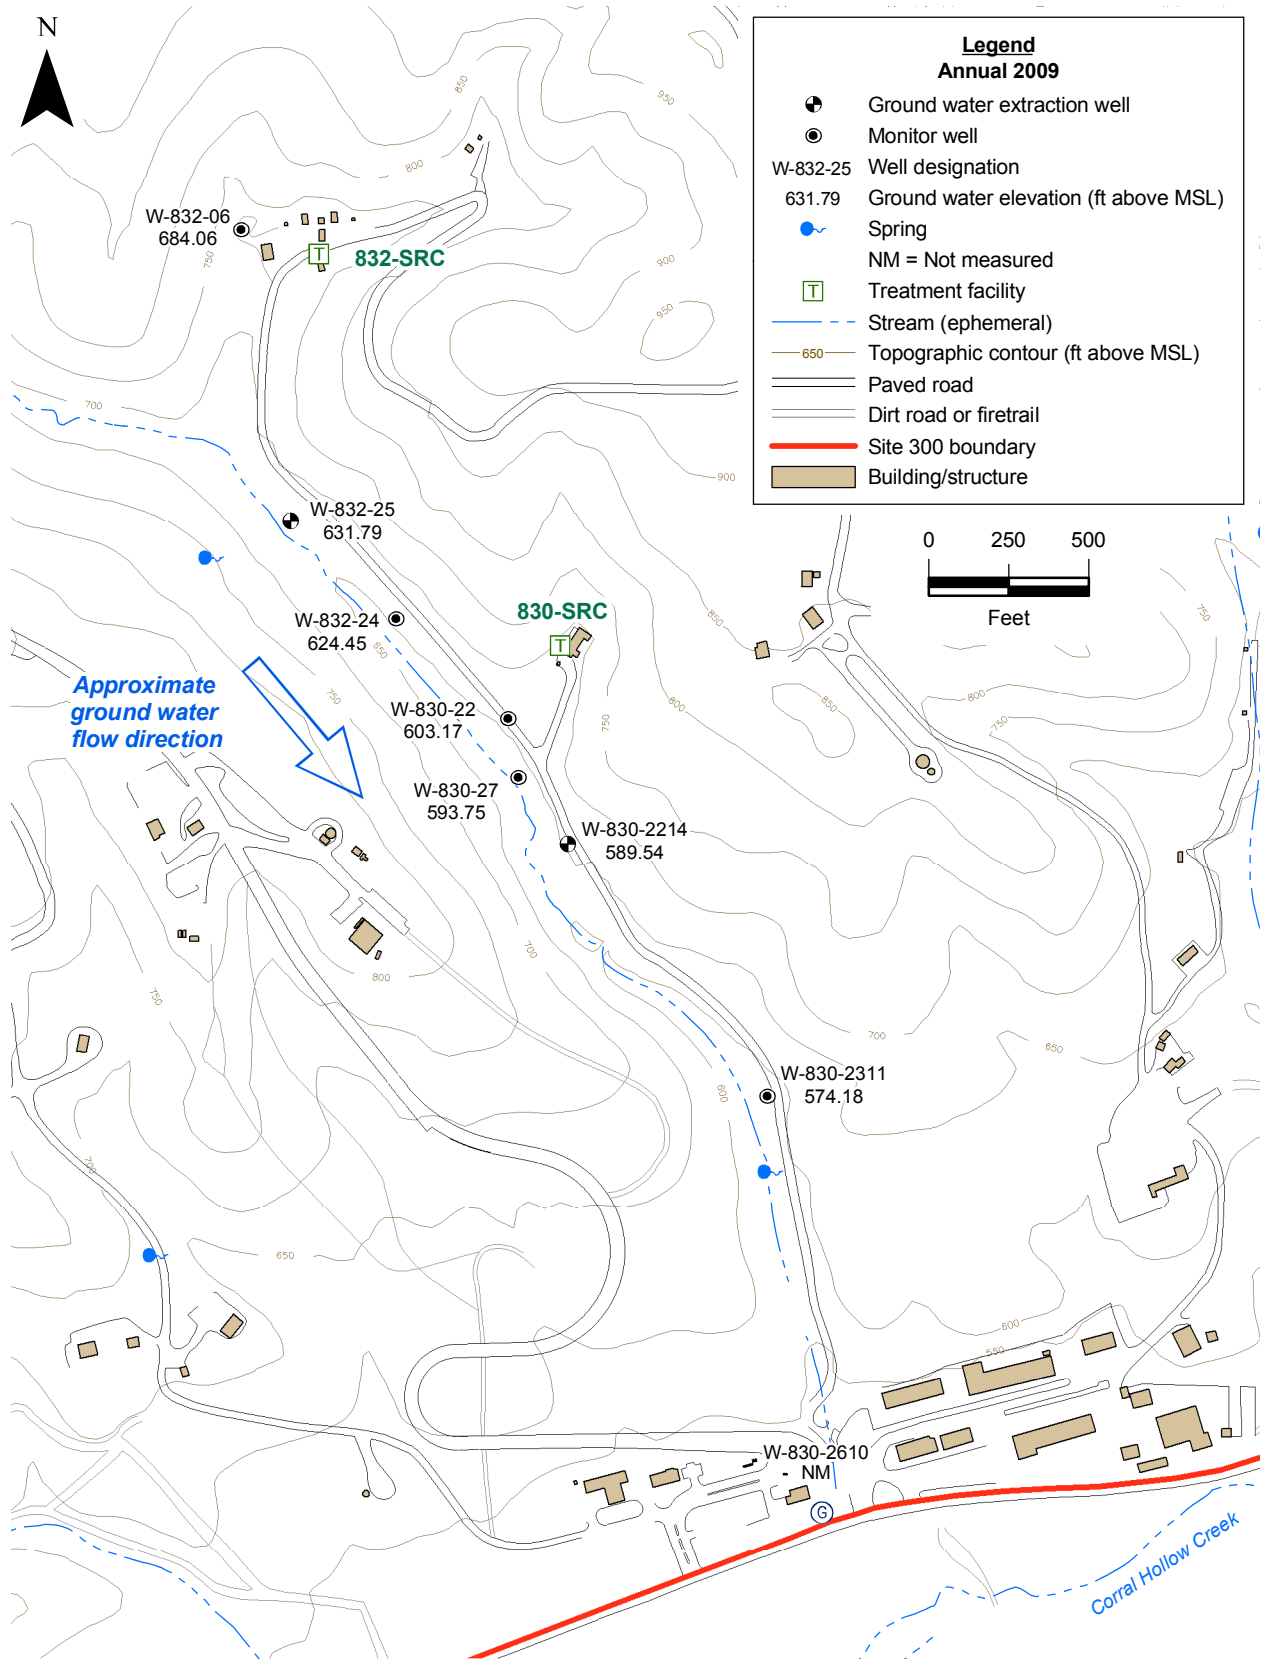 N
Legend
Annual 2009
Ground water extraction well
Monitor well
W-832-25 Well designation
631.79 Ground water elevation (ft above MSL)
Spring
NM = Not measured
T Treatment facility
Stream (ephemeral)
650 Topographic contour (ft above MSL)
Paved road
Dirt road or firetrail
Site 300 boundary
Building/structure
0 250 500
Feet
850
950
800
W-832-06
684.06
750
T
832-SRC
900
950
700
900
W-832-25
631.79
W-832-24
624.45
650
830-SRC
T
850
750
800
Approximate
ground water
flow direction
750
W-830-22
603.17
750
850
800
750
W-830-27
593.75
W-830-2214
589.54
700
800
750
700
650
600
W-830-2311
574.18
700
650
600
550
W-830-2610
NM
G
Corral Hollow Creek